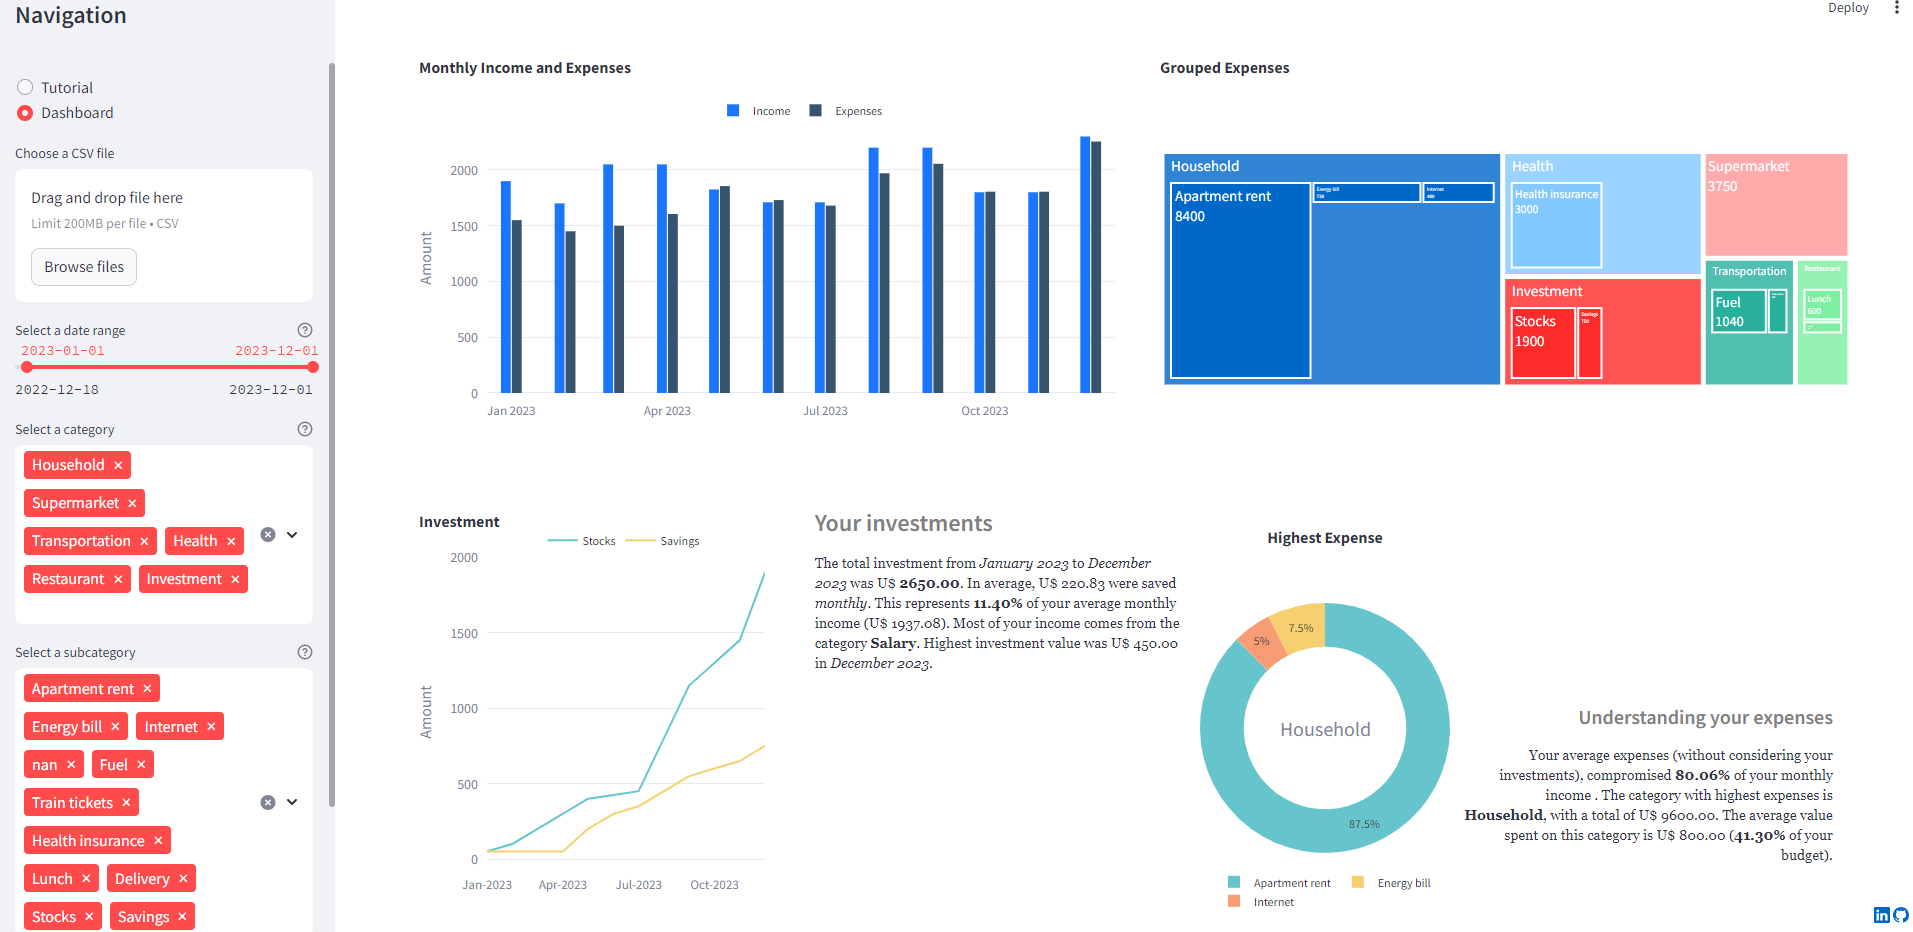 Navigation
Tutorial
Dashboard
Choose a CSV file
Drag and drop file here
Limit 200MB per file • CSV
Browse files
Select a date range
2023-01-01 2023-12-01
2022-12-18 2023-12-01
Select a category
Household ×
Supermarket ×
Transportation × Health ×
Restaurant × Investment ×
Select a subcategory
Apartment rent ×
Energy bill × Internet ×
nan × Fuel ×
Train tickets ×
Health insurance ×
Lunch × Delivery ×
Stocks × Savings ×
Deploy
Monthly Income and Expenses
Income Expenses
Amount
2000
1500
1000
500
0
Jan 2023 Apr 2023 Jul 2023 Oct 2023
Grouped Expenses
Household
Apartment rent
8400
Energy bill
720
Internet
480
Health
Health insurance
3000
Investment
Stocks
1900
Savings
750
Supermarket
3750
Transportation
Fuel
1040
Restaurant
Lunch
600
Investment
Stocks Savings
Amount
2000
1500
1000
500
0
Jan-2023 Apr-2023 Jul-2023 Oct-2023
Your investments
The total investment from January 2023 to December
2023 was U$ 2650.00. In average, U$ 220.83 were saved
monthly. This represents 11.40% of your average monthly
income (U$ 1937.08). Most of your income comes from the
category Salary. Highest investment value was U$ 450.00
in December 2023.
Highest Expense
7.5%
5%
Household
87.5%
Apartment rent Energy bill
Internet
Understanding your expenses
Your average expenses (without considering your
investments), compromised 80.06% of your monthly
income . The category with highest expenses is
Household, with a total of U$ 9600.00. The average value
spent on this category is U$ 800.00 (41.30% of your
budget).
in